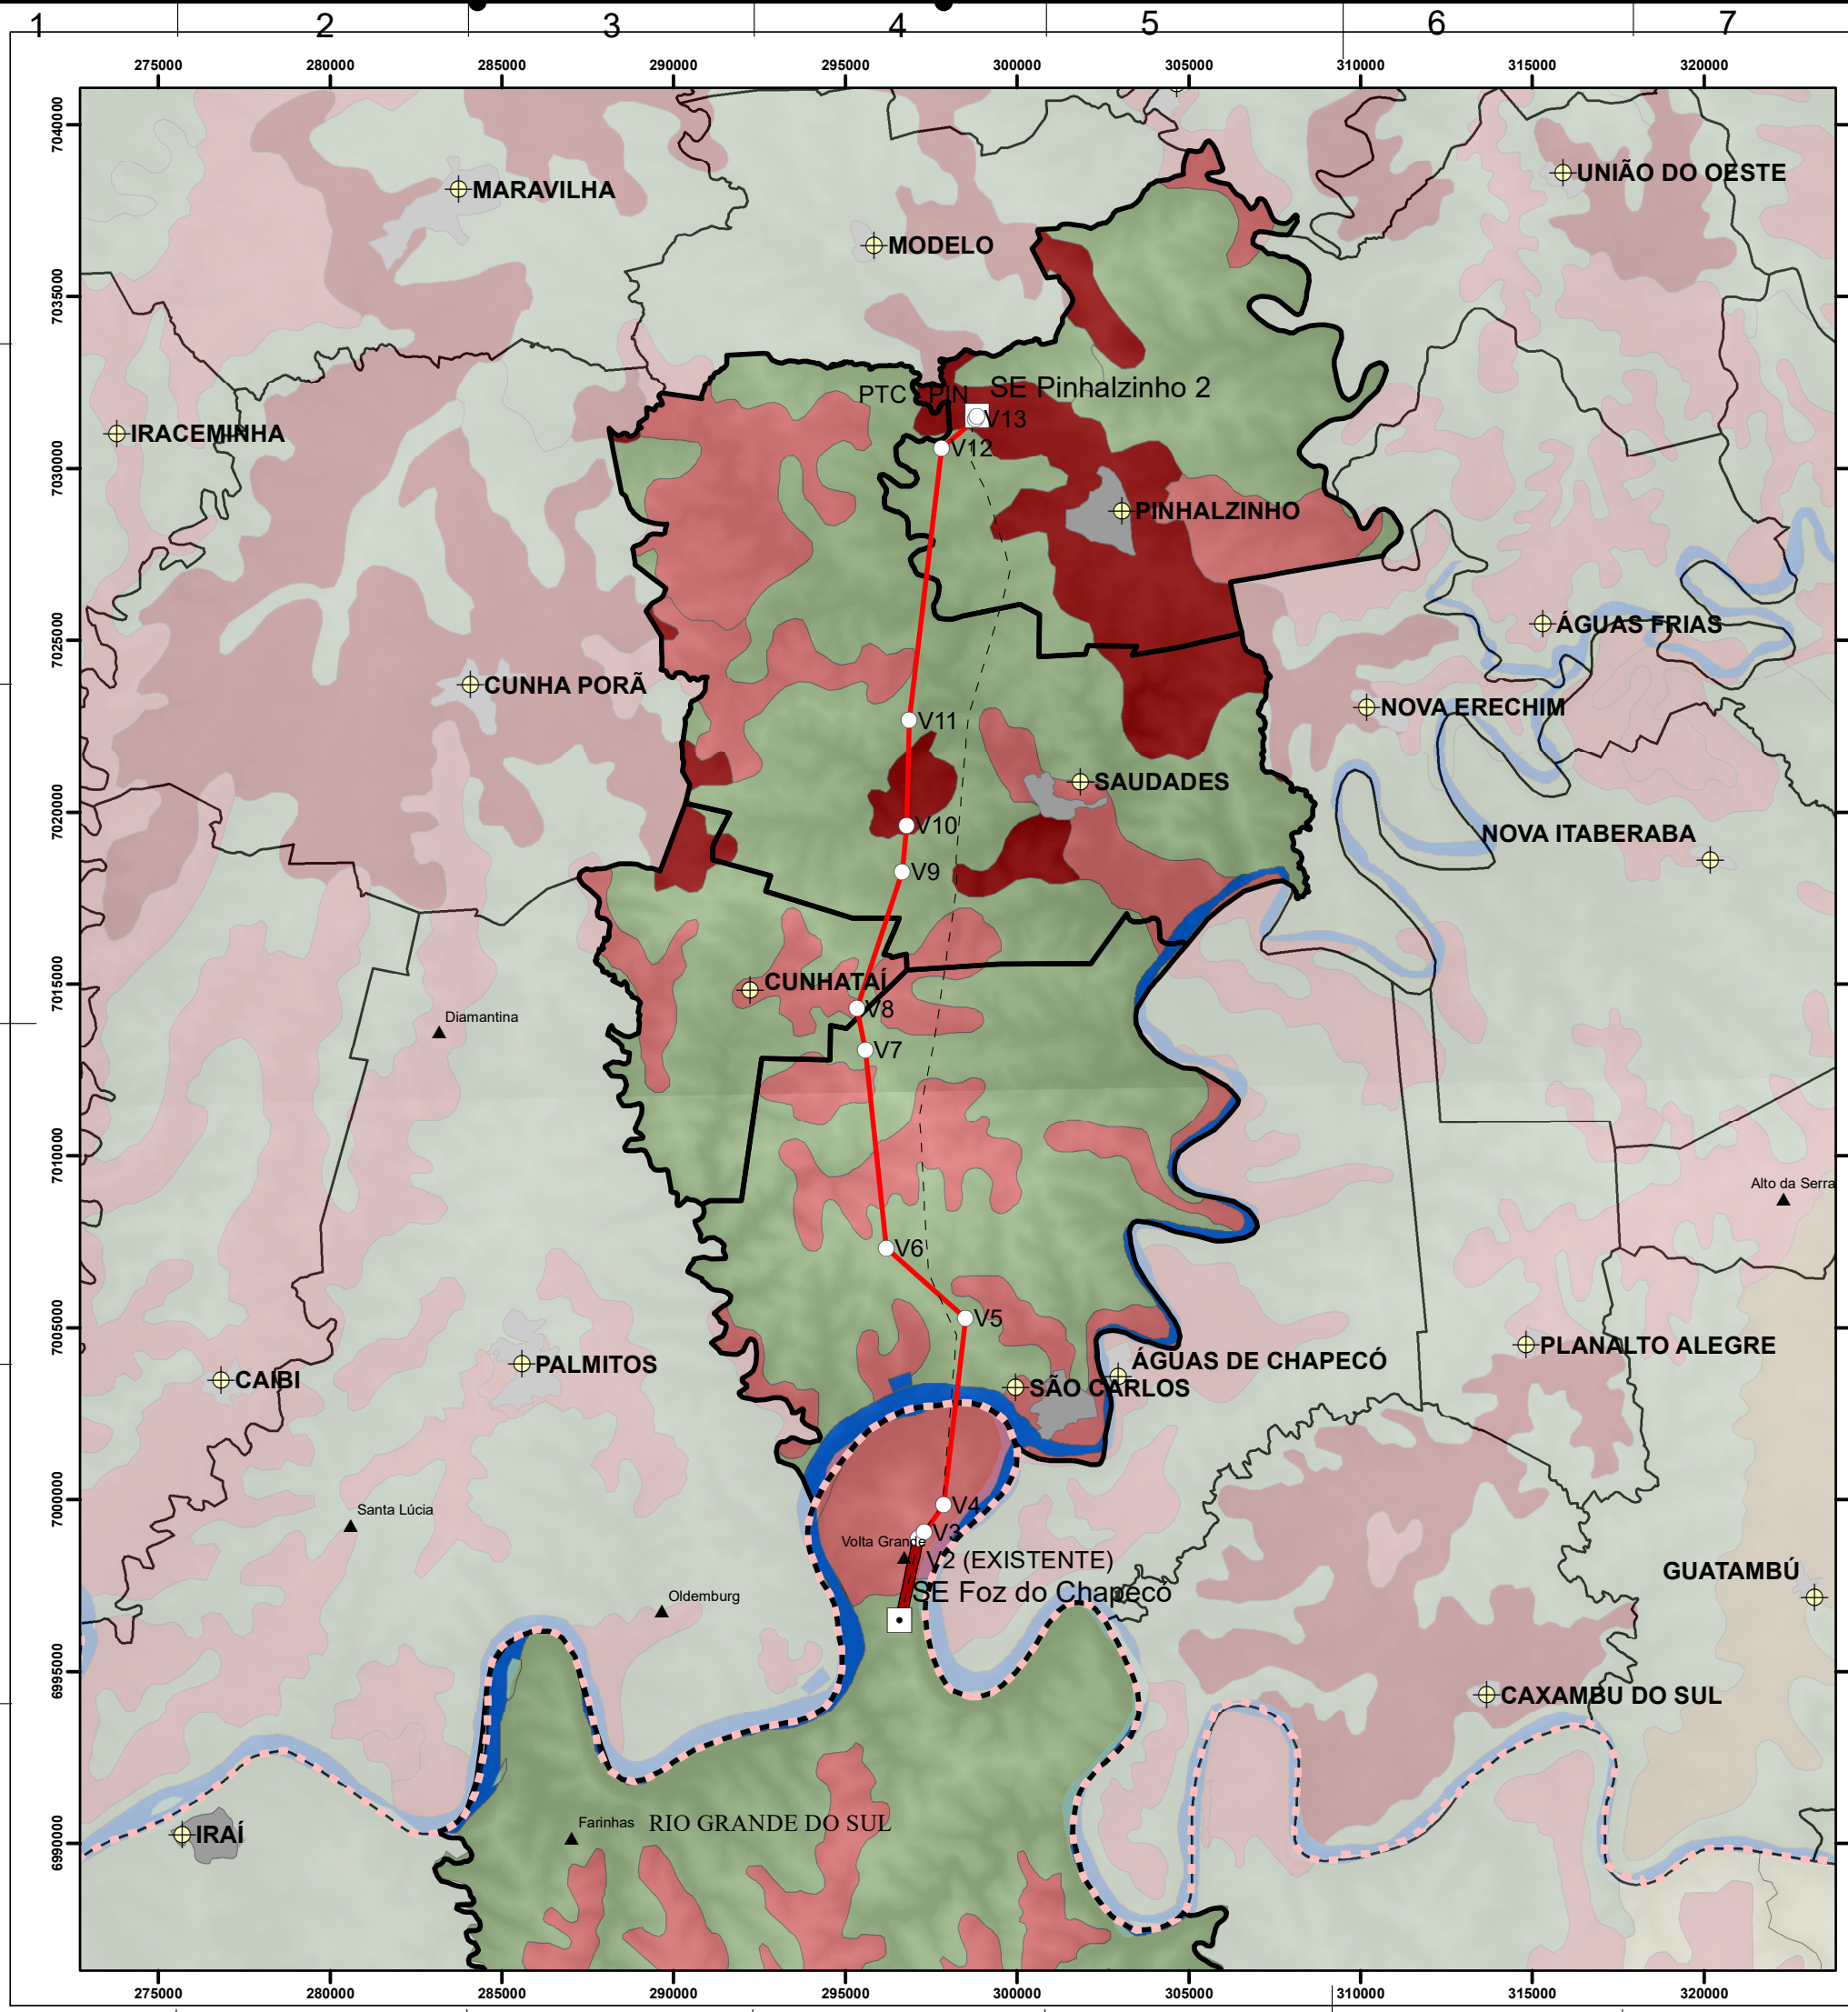 1 2 3 4 5 6 7
275000 280000 285000 290000 295000 300000 305000 310000 315000 320000
7040000
UNIÃO DO OESTE
MARAVILHA
MODELO
7035000
PTC PIN SE Pinhalzinho 2
V13
IRACEMINHA
V12
7030000
PINHALZINHO
7025000
ÁGUAS FRIAS
CUNHA PORÃ
NOVA ERECHIM
V11
SAUDADES
7020000
V10
NOVA ITABERABA
V9
7015000
CUNHATAÍ
V8
Diamantina
V7
7010000
Alto da Serra
V6
V5
7005000
PLANALTO ALEGRE
ÁGUAS DE CHAPECÓ
PALMITOS
CAIBI
SÃO CARLOS
7000000
V4
Santa Lúcia
V3
Volta Grande
V2 (EXISTENTE)
GUATAMBÚ
SE Foz do Chapecó
Oldemburg
6995000
CAXAMBU DO SUL
Farinhas
RIO GRANDE DO SUL
IRAÍ
6990000
275000 280000 285000 290000 295000 300000 305000 310000 315000 320000